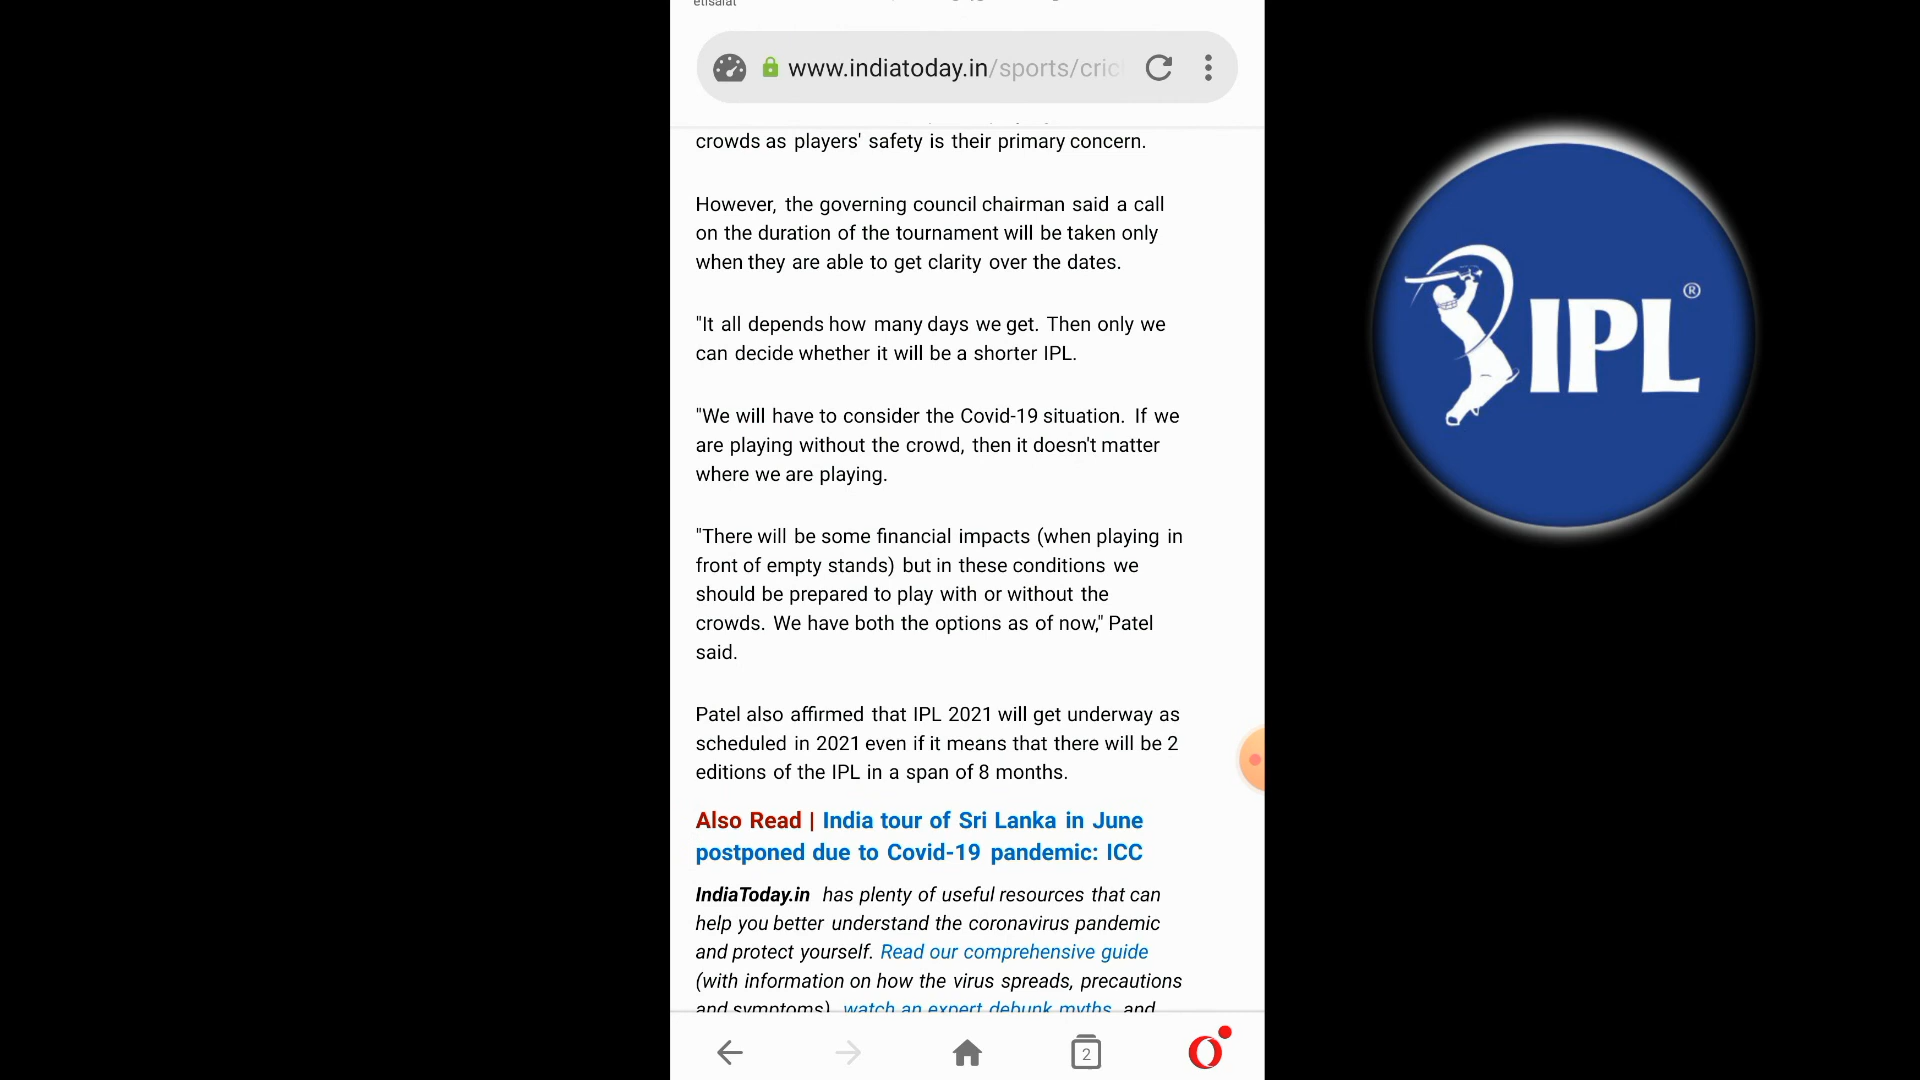 etisalat
www.indiatoday.in/sports/cric
crowds as players' safety is their primary concern.
However, the governing council chairman said a call
on the duration of the tournament will be taken only
when they are able to get clarity over the dates.
"It all depends how many days we get. Then only we
can decide whether it will be a shorter IPL.
"We will have to consider the Covid-19 situation. If we
are playing without the crowd, then it doesn't matter
where we are playing.
"There will be some financial impacts (when playing in
front of empty stands) but in these conditions we
should be prepared to play with or without the
crowds. We have both the options as of now," Patel
said.
Patel also affirmed that IPL 2021 will get underway as
scheduled in 2021 even if it means that there will be 2
editions of the IPL in a span of 8 months.
Also Read | India tour of Sri Lanka in June
postponed due to Covid-19 pandemic: ICC
IndiaToday.in has plenty of useful resources that can
help you better understand the coronavirus pandemic
and protect yourself. Read our comprehensive guide
(with information on how the virus spreads, precautions
and symptoms), watch an expert debunk myths, and
2
IPL®